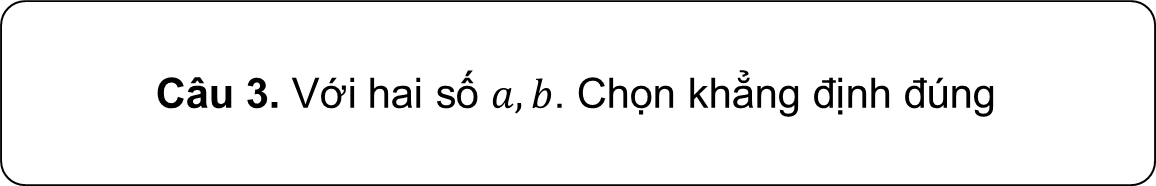 Câu 3. Với hai số a, b. Chọn khẳng định đúng